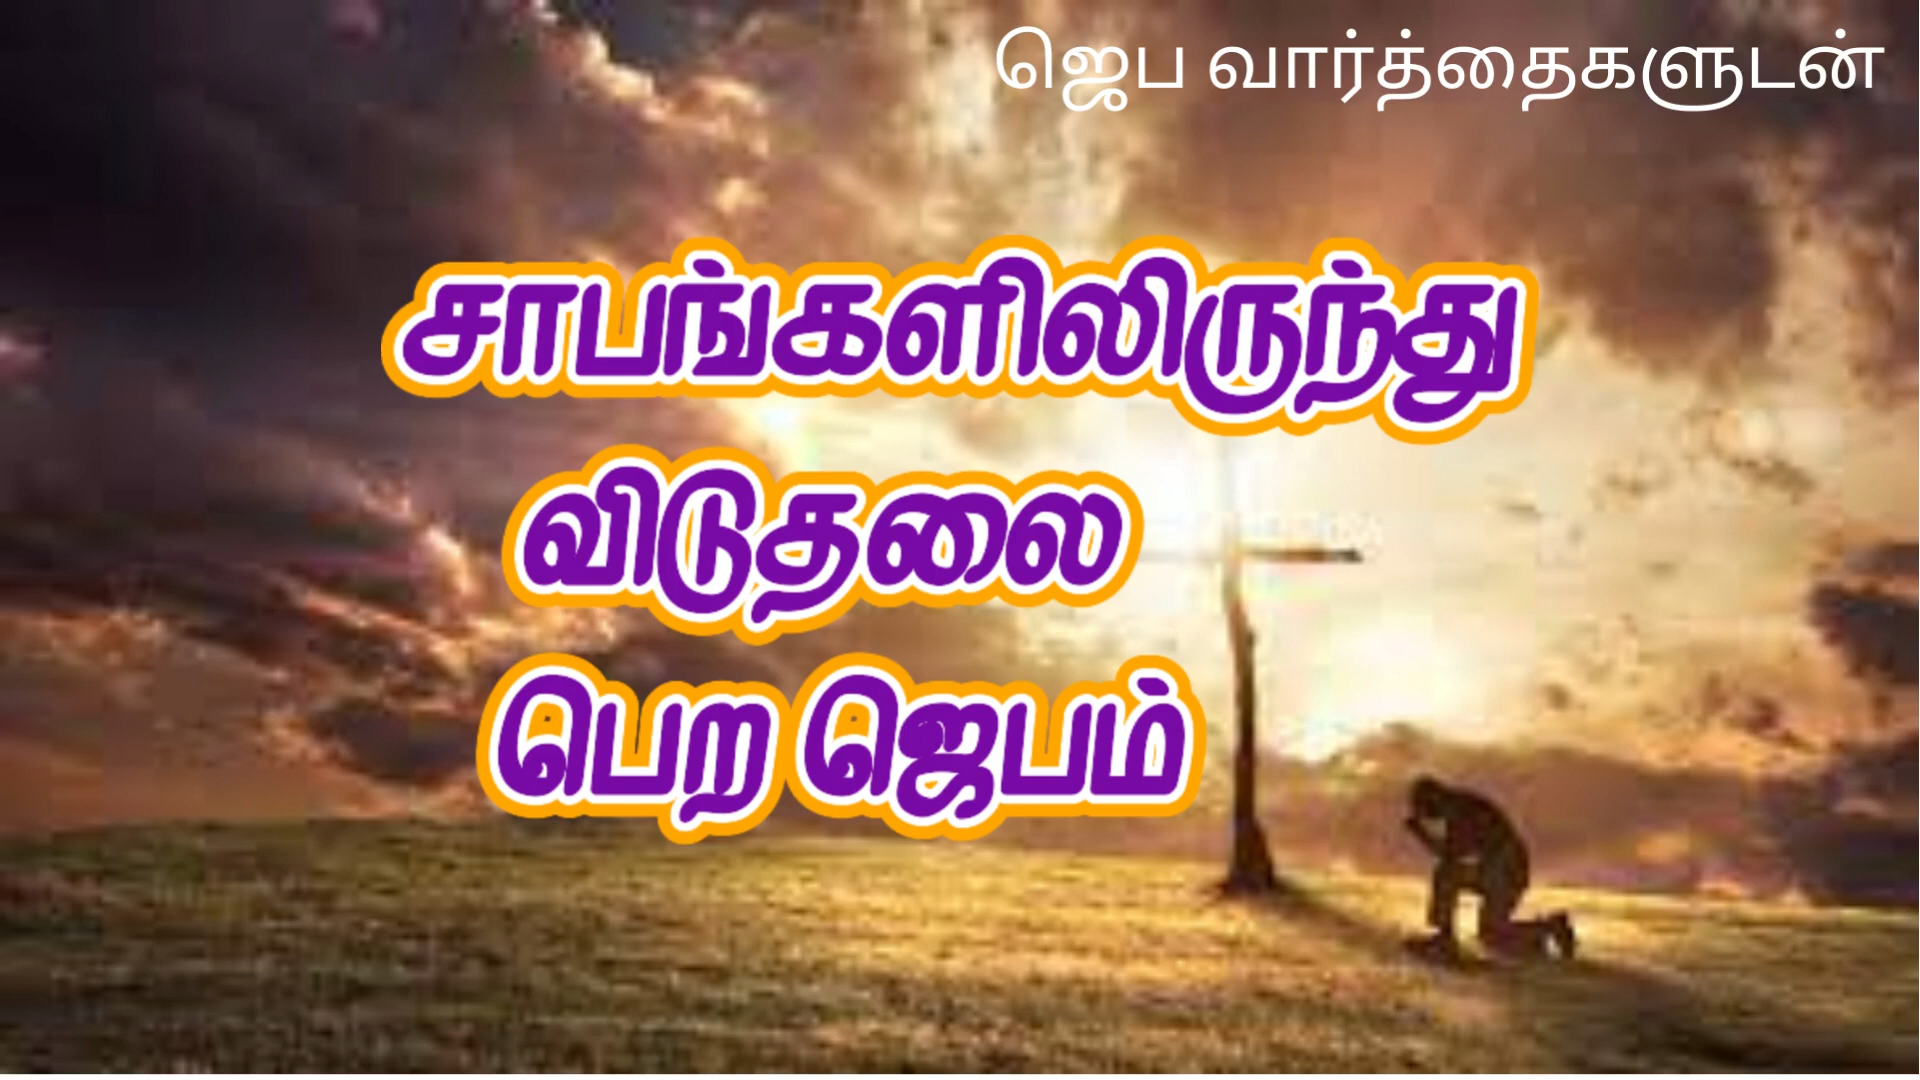 ஜெப வார்த்தைகளுடன்
சாபங்களிலிருந்து
விடுதலை
பெற ஜெபம்